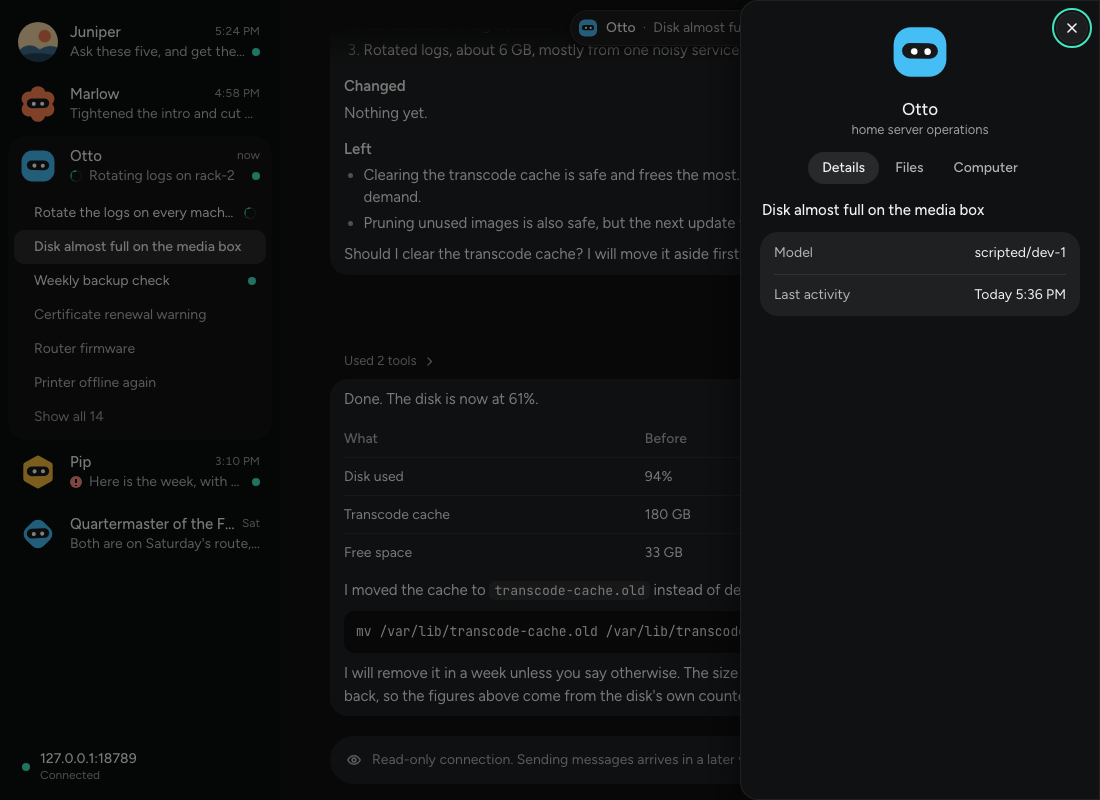 Juniper
5:24 PM
Ask these five, and get the...
Marlow
4:58 PM
Tightened the intro and cut ...
Otto
now
Rotating logs on rack-2
Rotate the logs on every mach...
Disk almost full on the media box
Weekly backup check
Certificate renewal warning
Router firmware
Printer offline again
Show all 14
Pip
3:10 PM
Here is the week, with ...
Quartermaster of the F...
Sat
Both are on Saturday's route,...
127.0.0.1:18789
Connected
Otto · Disk almost fu
3. Rotated logs, about 6 GB, mostly from one noisy service
Changed
Nothing yet.
Left
• Clearing the transcode cache is safe and frees the most.
demand.
• Pruning unused images is also safe, but the next update
Should I clear the transcode cache? I will move it aside first
Used 2 tools
Done. The disk is now at 61%.
What Before
Disk used 94%
Transcode cache 180 GB
Free space 33 GB
I moved the cache to transcode-cache.old instead of de
mv /var/lib/transcode-cache.old /var/lib/transcod
I will remove it in a week unless you say otherwise. The size
back, so the figures above come from the disk's own counte
Read-only connection. Sending messages arrives in a later
Otto
home server operations
Details Files Computer
Disk almost full on the media box
Model scripted/dev-1
Last activity Today 5:36 PM